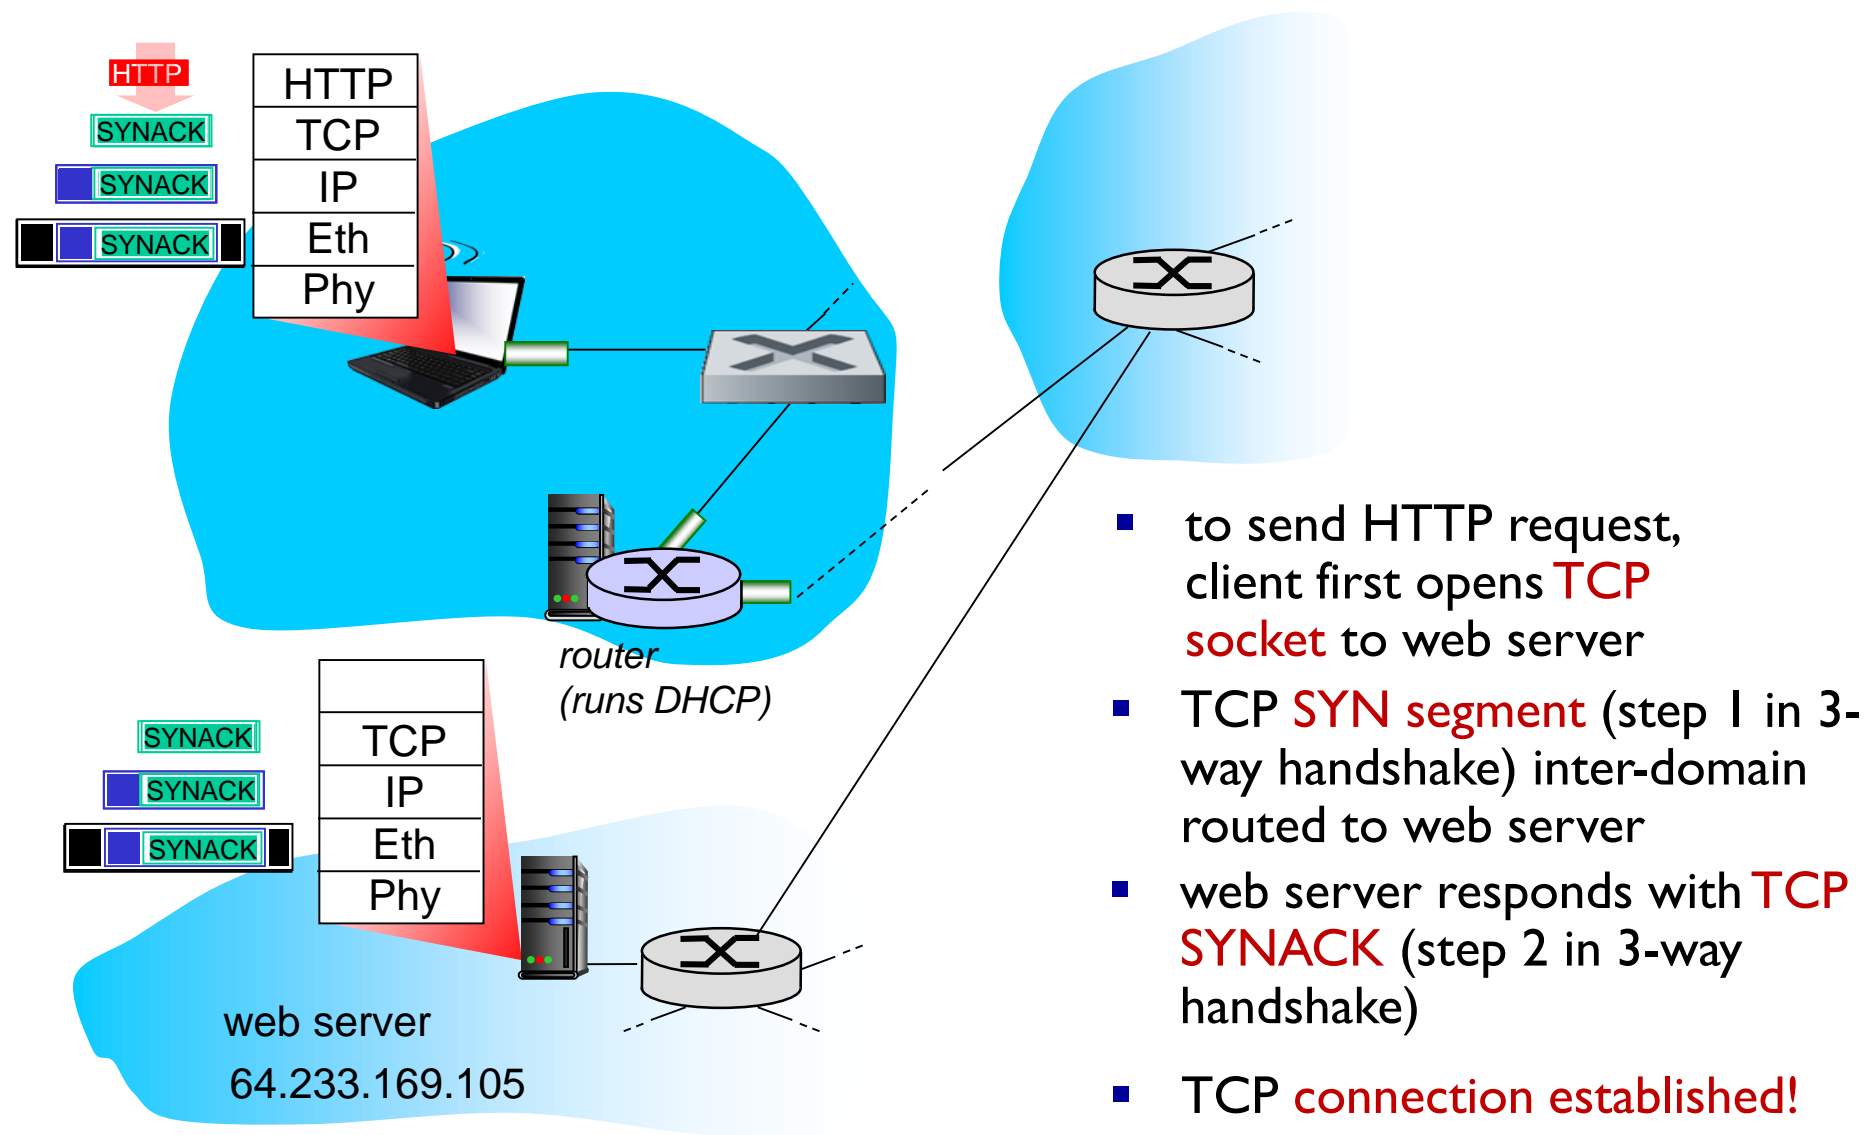 HTTP
SYNACK
SYNACK
SYNACK
HTTP
TCP
IP
Eth
Phy
router
(runs DHCP)
SYNACK
SYNACK
SYNACK
TCP
IP
Eth
Phy
web server
64.233.169.105
to send HTTP request,
client first opens TCP
socket to web server
TCP SYN segment (step 1 in 3-
way handshake) inter-domain
routed to web server
web server responds with TCP
SYNACK (step 2 in 3-way
handshake)
TCP connection established!